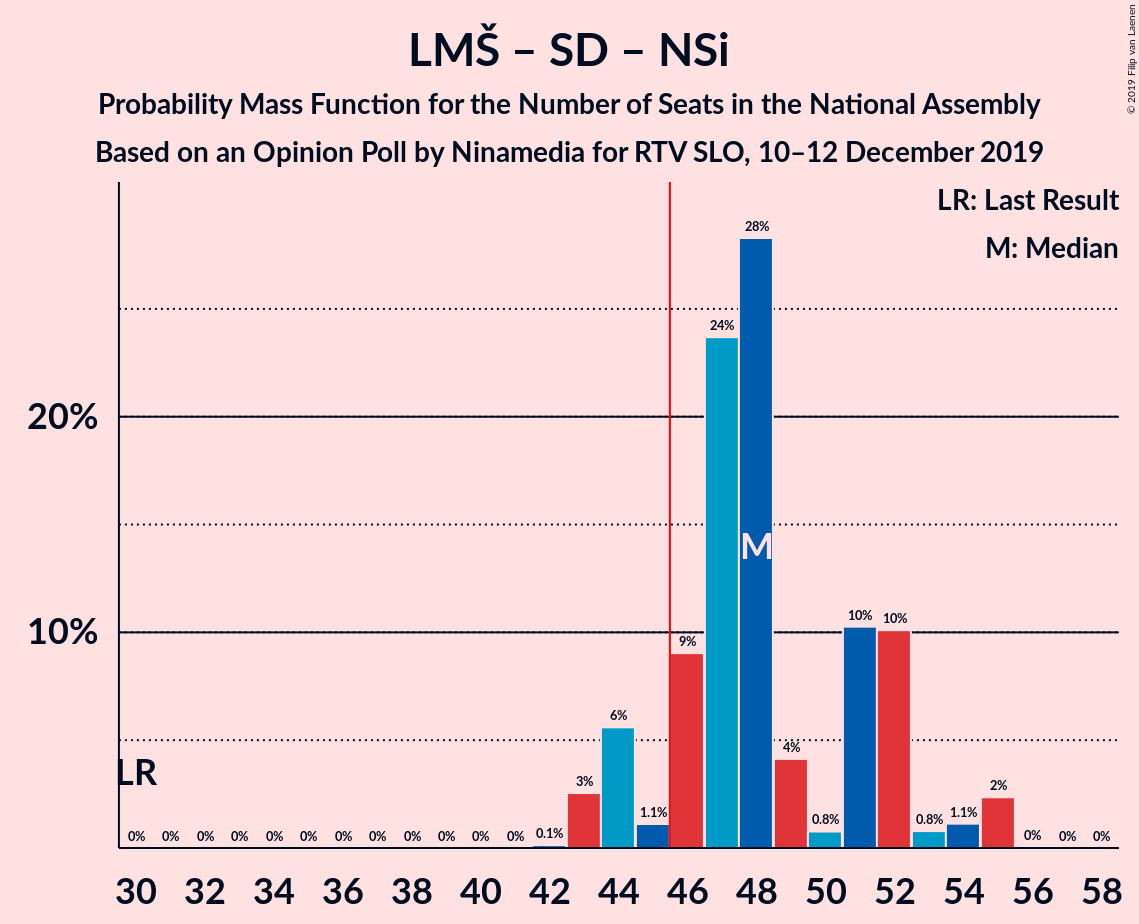 LMŠ – SD – NSi
Probability Mass Function for the Number of Seats in the National Assembly
Based on an Opinion Poll by Ninamedia for RTV SLO, 10–12 December 2019
© 2019 Filip van Laenen
LR: Last Result
M: Median
28%
24%
20%
M
10%
10%
10%
9%
6%
4%
LR
3%
2%
1.1%
0.8%
0.8%
1.1%
0% 0% 0% 0% 0% 0% 0% 0% 0% 0% 0% 0% 0.1% 0% 0% 0%
30 32 34 36 38 40 42 44 46 48 50 52 54 56 58